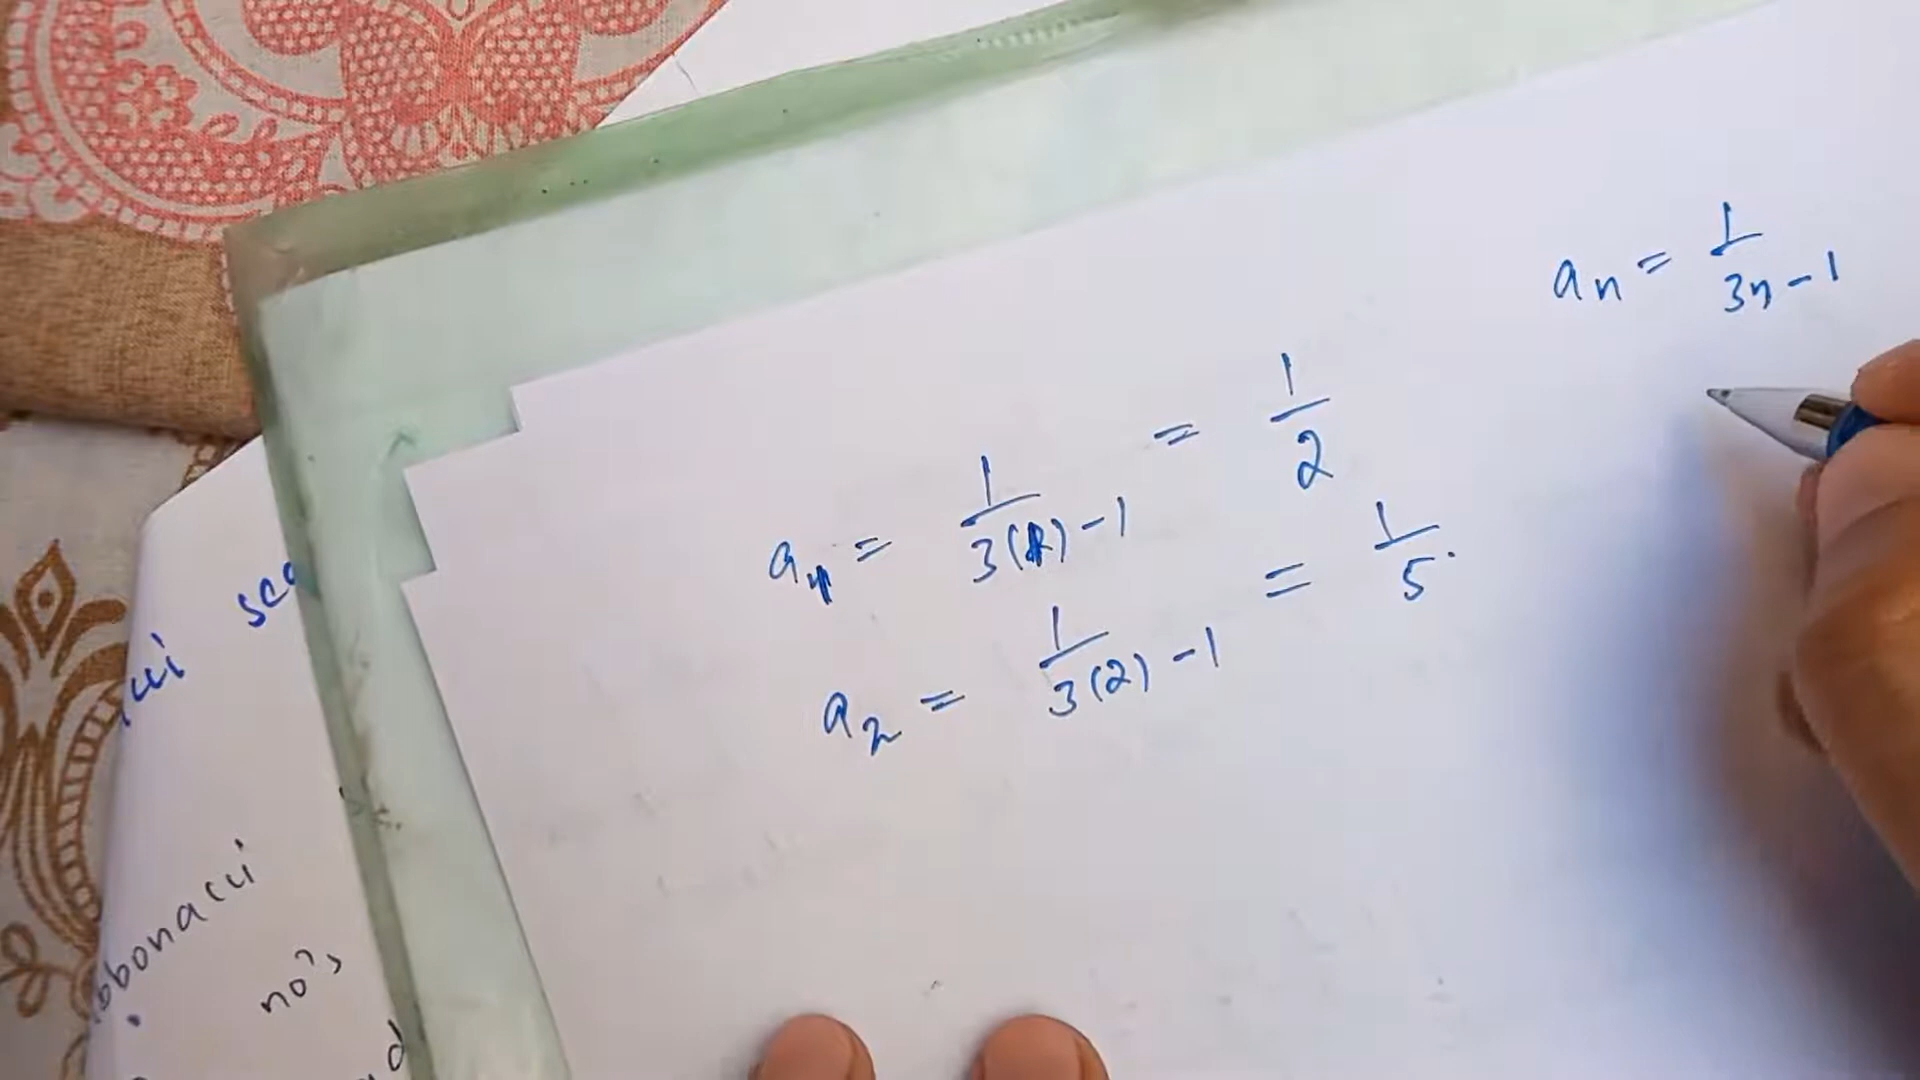 aₙ = 1/(3n-1)
a₁ = 1/(3(1)-1) = 1/2
a₂ = 1/(3(2)-1) = 1/5.
no's